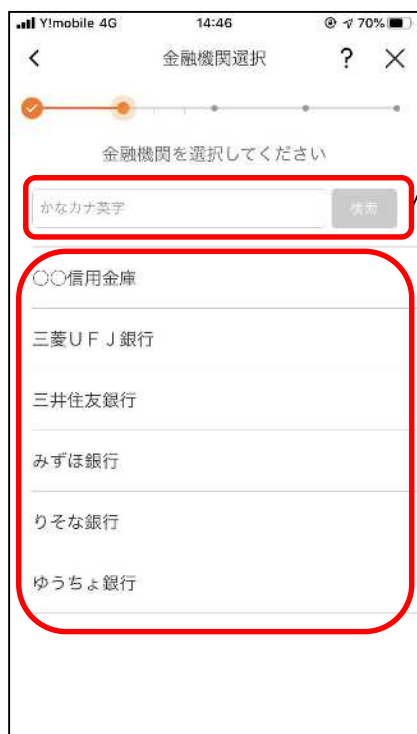 Y!mobile 4G 14:46 70%
金融機関選択 ?
金融機関を選択してください
かなカナ英字 検索
○○信用金庫
三菱UFJ銀行
三井住友銀行
みずほ銀行
りそな銀行
ゆうちょ銀行